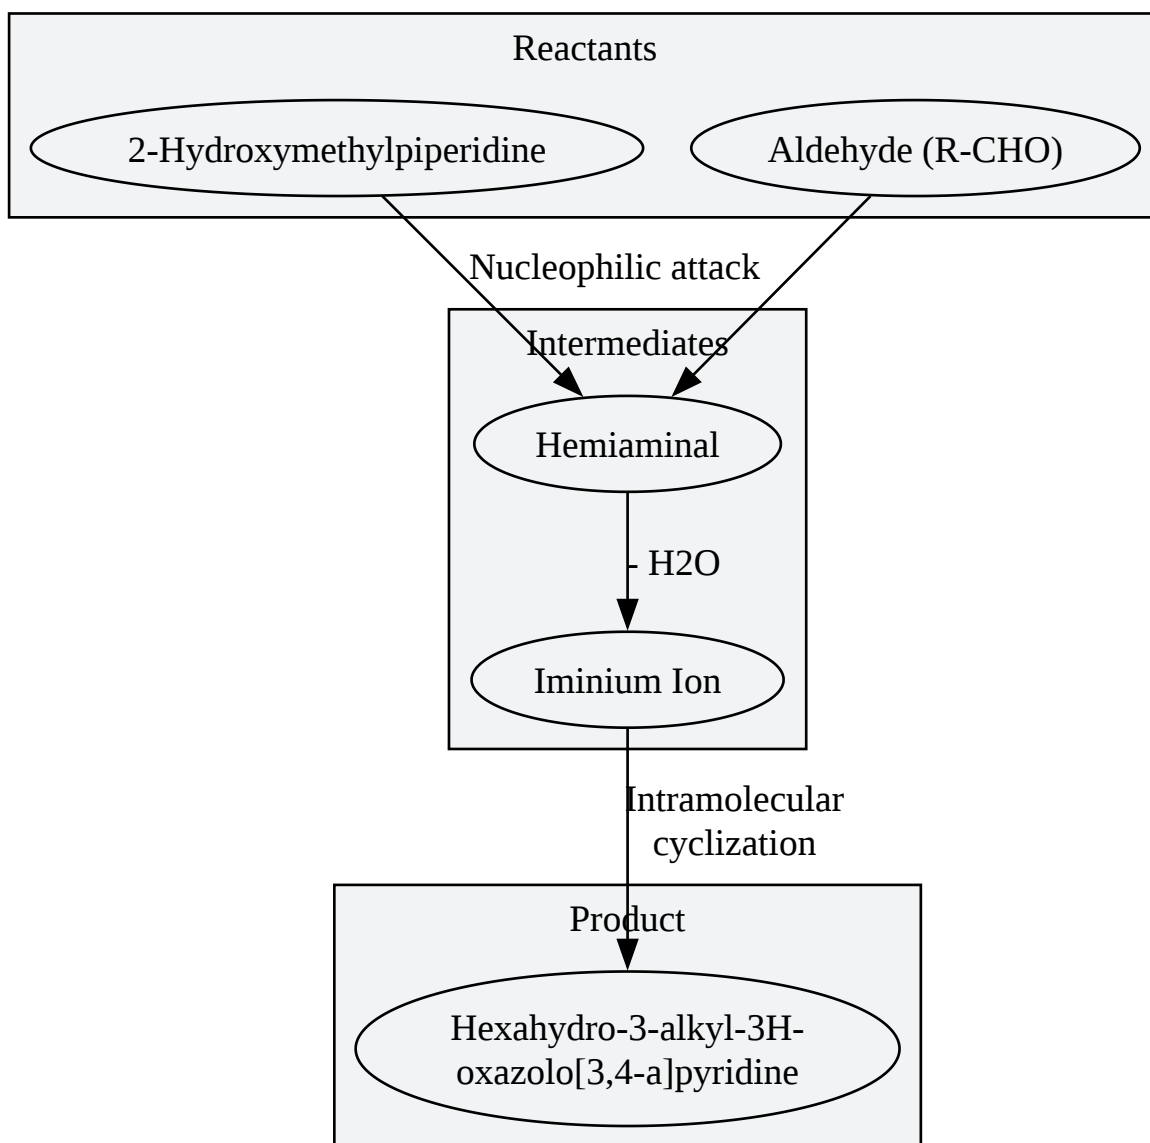 Reactants
2-Hydroxymethylpiperidine
Aldehyde (R-CHO)
Nucleophilic attack
Intermediates
Hemiaminal
- H2O
Iminium Ion
Intramolecular
cyclization
Product
Hexahydro-3-alkyl-3H-
oxazolo[3,4-a]pyridine